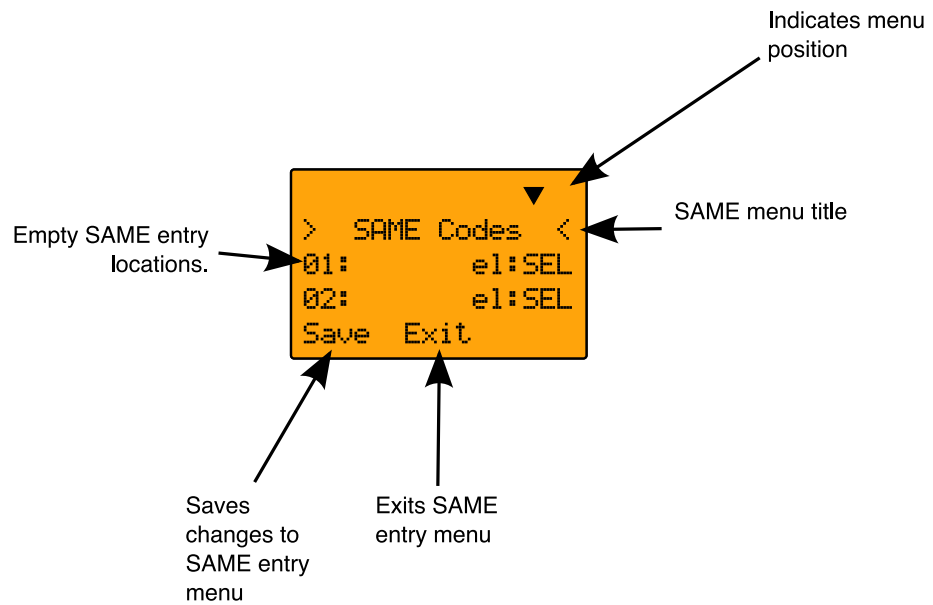 Indicates menu
position
▼
> SAME Codes <
SAME menu title
Empty SAME entry
locations.
01: el:SEL
02: el:SEL
Save Exit
Saves
changes to
SAME entry
menu
Exits SAME
entry menu